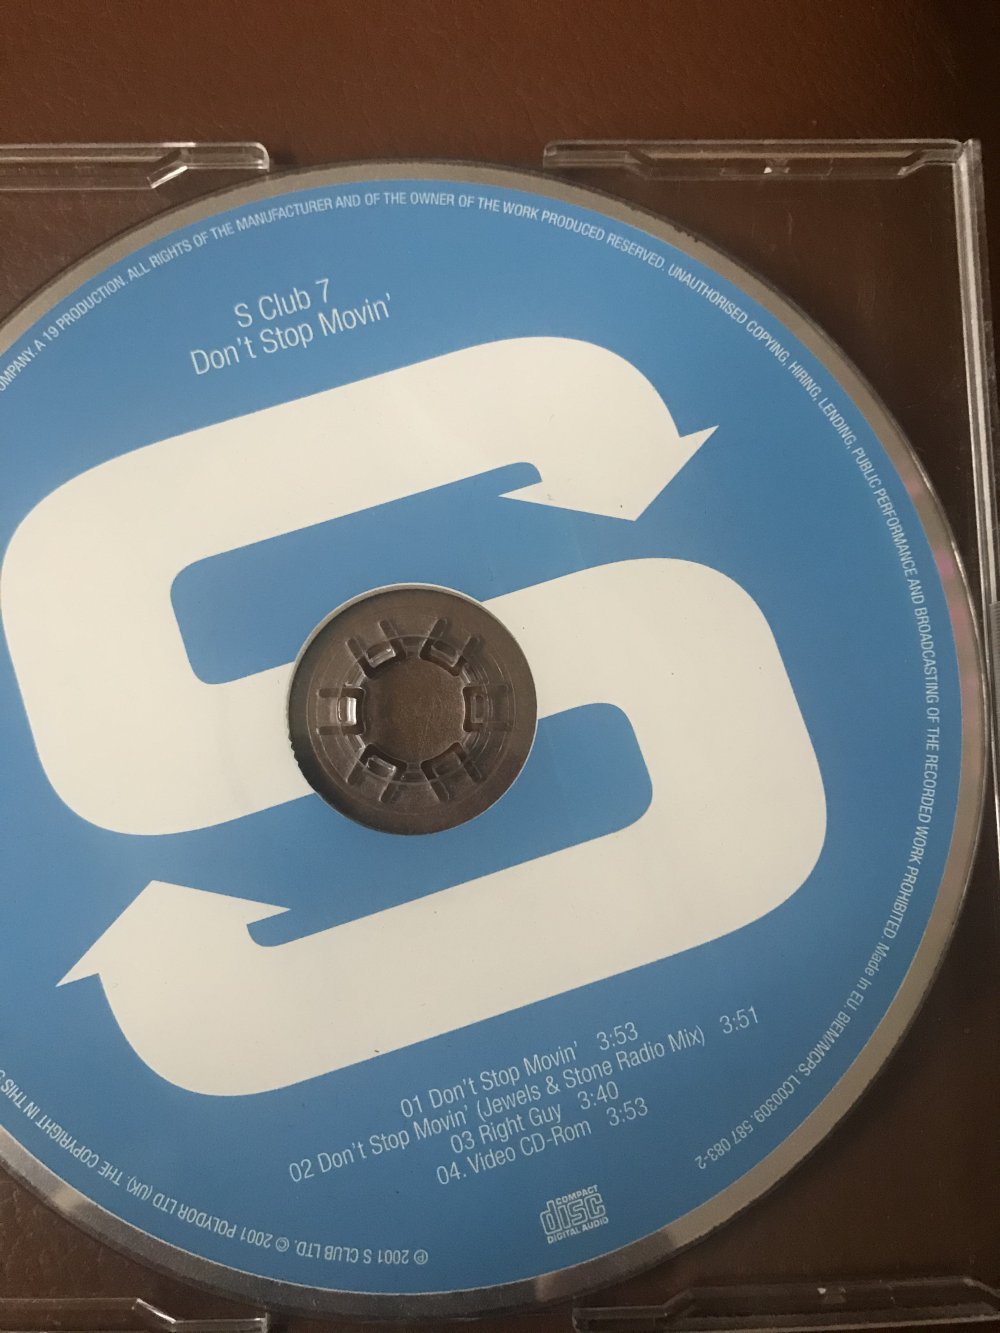 S Club 7
Don't Stop Movin'
01 Don't Stop Movin' 3:53
02 Don't Stop Movin' (Jewels & Stone Radio Mix) 3:51
03 Right Guy 3:40
04. Video CD-Rom 3:53
COMPACT
disc
DIGITAL AUDIO
℗ 2001 S CLUB LTD. © 2001 POLYDOR LTD (UK). THE COPYRIGHT IN THIS
A 19 PRODUCTION. ALL RIGHTS OF THE MANUFACTURER AND OF THE OWNER OF THE WORK PRODUCED RESERVED. UNAUTHORISED COPYING, HIRING, LENDING, PUBLIC PERFORMANCE AND BROADCASTING OF THE RECORDED WORK PROHIBITED. Made in EU. BIEM/MCPS. LC00309. 587 083-2